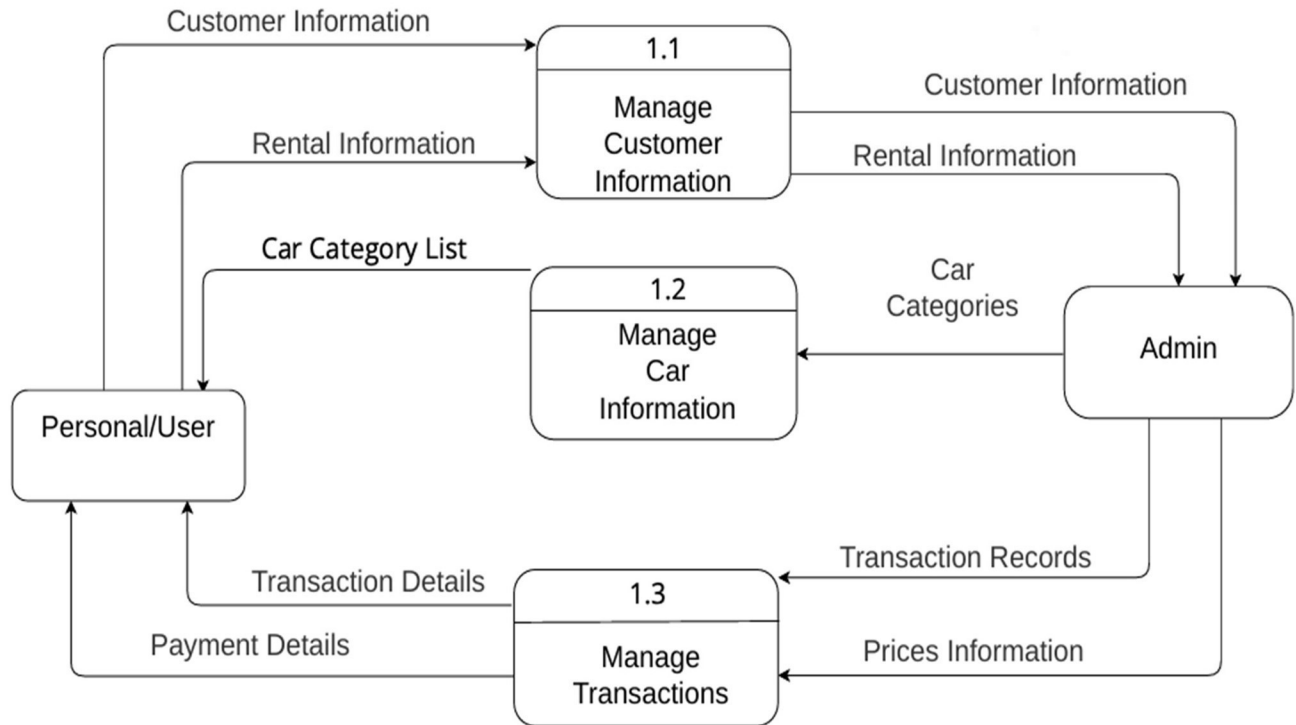 Customer Information
1.1
Manage
Customer
Information
Customer Information
Rental Information
Rental Information
Car Category List
1.2
Manage
Car
Information
Car
Categories
Admin
Personal/User
Transaction Records
Transaction Details
1.3
Manage
Transactions
Payment Details
Prices Information